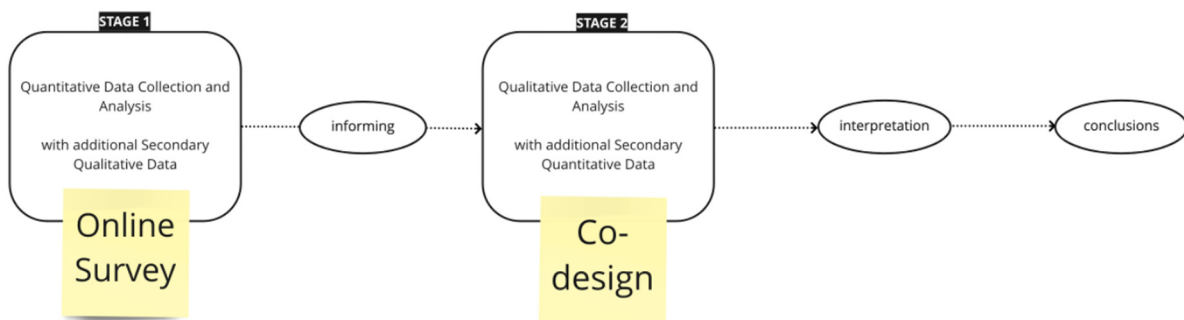 STAGE 1
Quantitative Data Collection and
Analysis
with additional Secondary
Qualitative Data
Online
Survey
informing
STAGE 2
Qualitative Data Collection and
Analysis
with additional Secondary
Quantitative Data
Co-
design
interpretation
conclusions